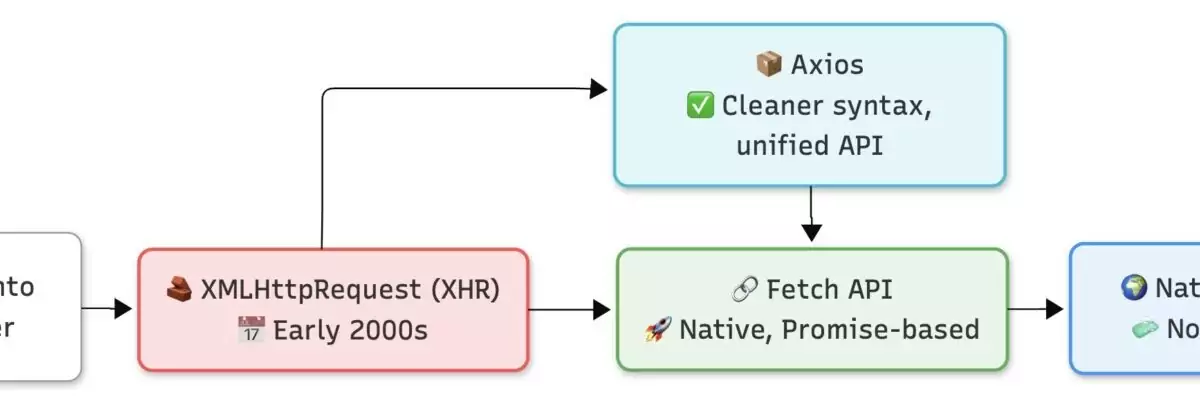 📦 Axios
✅ Cleaner syntax,
unified API
XMLHttpRequest (XHR)
📅 Early 2000s
🔗 Fetch API
🚀 Native, Promise-based
🌍 Nat
🧼 No
nto
er